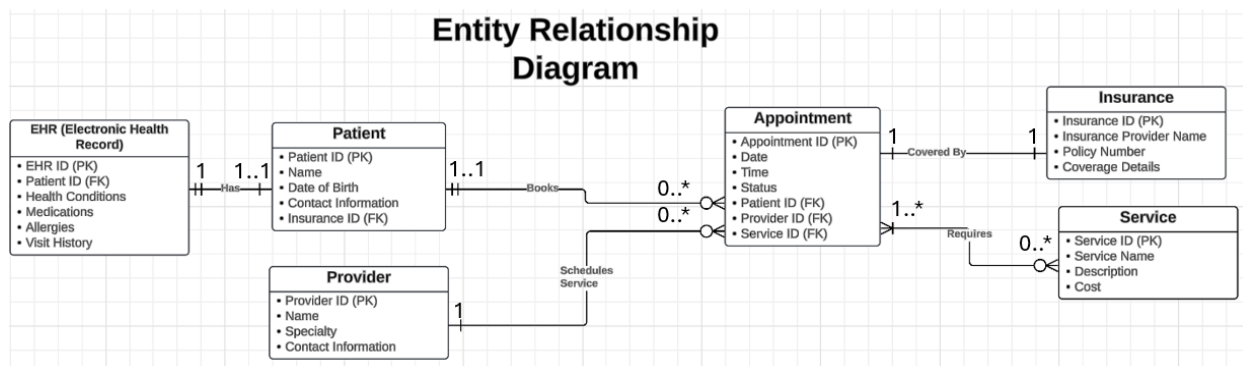 Entity Relationship
Diagram
EHR (Electronic Health
Record)
• EHR ID (PK)
• Patient ID (FK)
• Health Conditions
• Medications
• Allergies
• Visit History
1
Has
1..1
Patient
• Patient ID (PK)
• Name
• Date of Birth
• Contact Information
• Insurance ID (FK)
1..1
Books
0..*
Provider
• Provider ID (PK)
• Name
• Specialty
• Contact Information
1
Schedules
Service
0..*
Appointment
• Appointment ID (PK)
• Date
• Time
• Status
• Patient ID (FK)
• Provider ID (FK)
• Service ID (FK)
1
Covered By
1
Insurance
• Insurance ID (PK)
• Insurance Provider Name
• Policy Number
• Coverage Details
1..*
Requires
0..*
Service
• Service ID (PK)
• Service Name
• Description
• Cost